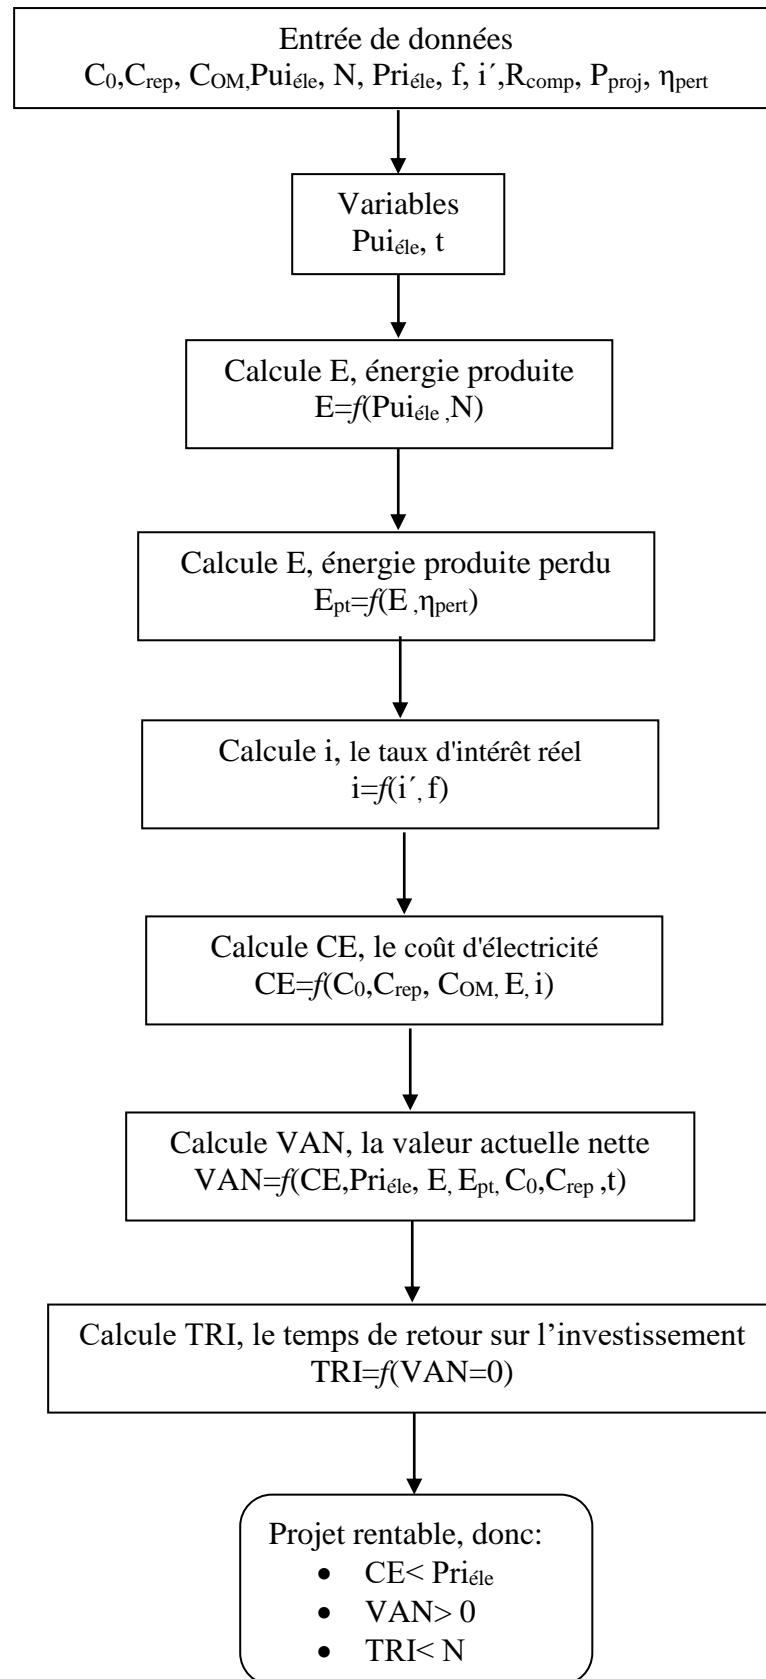 Entrée de données
C₀,Crep, COM,Puiéle, N, Priéle, f, i´,Rcomp, Pproj, ηpert
Variables
Puiéle, t
Calcule E, énergie produite
E=f(Puiéle ,N)
Calcule E, énergie produite perdu
Ept=f(E ,ηpert)
Calcule i, le taux d'intérêt réel
i=f(i´, f)
Calcule CE, le coût d'électricité
CE=f(C₀,Crep, COM, E, i)
Calcule VAN, la valeur actuelle nette
VAN=f(CE,Priéle, E, Ept, C₀,Crep ,t)
Calcule TRI, le temps de retour sur l’investissement
TRI=f(VAN=0)
Projet rentable, donc:
• CE< Priéle
• VAN> 0
• TRI< N